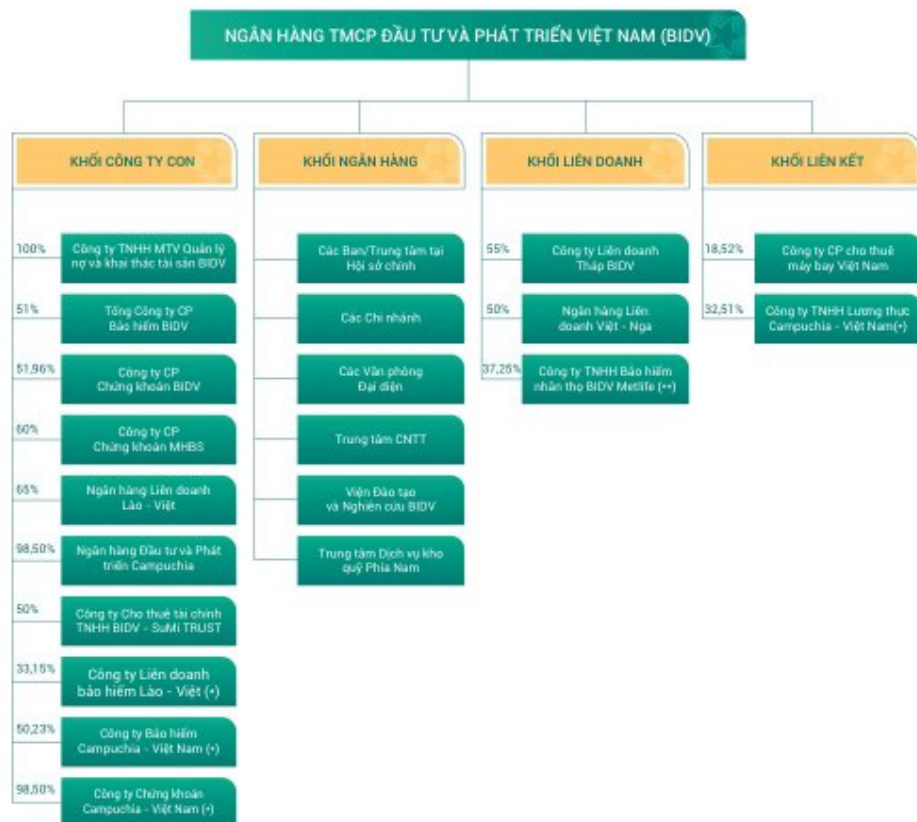 NGÂN HÀNG TMCP ĐẦU TƯ VÀ PHÁT TRIỂN VIỆT NAM (BIDV)
KHỐI CÔNG TY CON
100%
Công ty TNHH MTV Quản lý
nợ và khai thác tài sản BIDV
51%
Tổng Công ty CP
Bảo hiểm BIDV
51,96%
Công ty CP
Chứng khoán BIDV
60%
Công ty CP
Chứng khoán MHBS
65%
Ngân hàng Liên doanh
Lào - Việt
98,50%
Ngân hàng Đầu tư và Phát
triển Campuchia
50%
Công ty Cho thuê tài chính
TNHH BIDV - SuMi TRUST
33,15%
Công ty Liên doanh
bảo hiểm Lào - Việt (*)
50,23%
Công ty Bảo hiểm
Campuchia - Việt Nam (*)
98,50%
Công ty Chứng khoán
Campuchia - Việt Nam (*)
KHỐI NGÂN HÀNG
Các Ban/Trung tâm tại
Hội sở chính
Các Chi nhánh
Các Văn phòng
Đại diện
Trung tâm CNTT
Viện Đào tạo
và Nghiên cứu BIDV
Trung tâm Dịch vụ kho
quỹ Phía Nam
KHỐI LIÊN DOANH
55%
Công ty Liên doanh
Tháp BIDV
50%
Ngân hàng Liên
doanh Việt - Nga
37,25%
Công ty TNHH Bảo hiểm
nhân thọ BIDV Metlife (**)
KHỐI LIÊN KẾT
18,52%
Công ty CP cho thuê
máy bay Việt Nam
32,51%
Công ty TNHH Lương thực
Campuchia - Việt Nam(*)